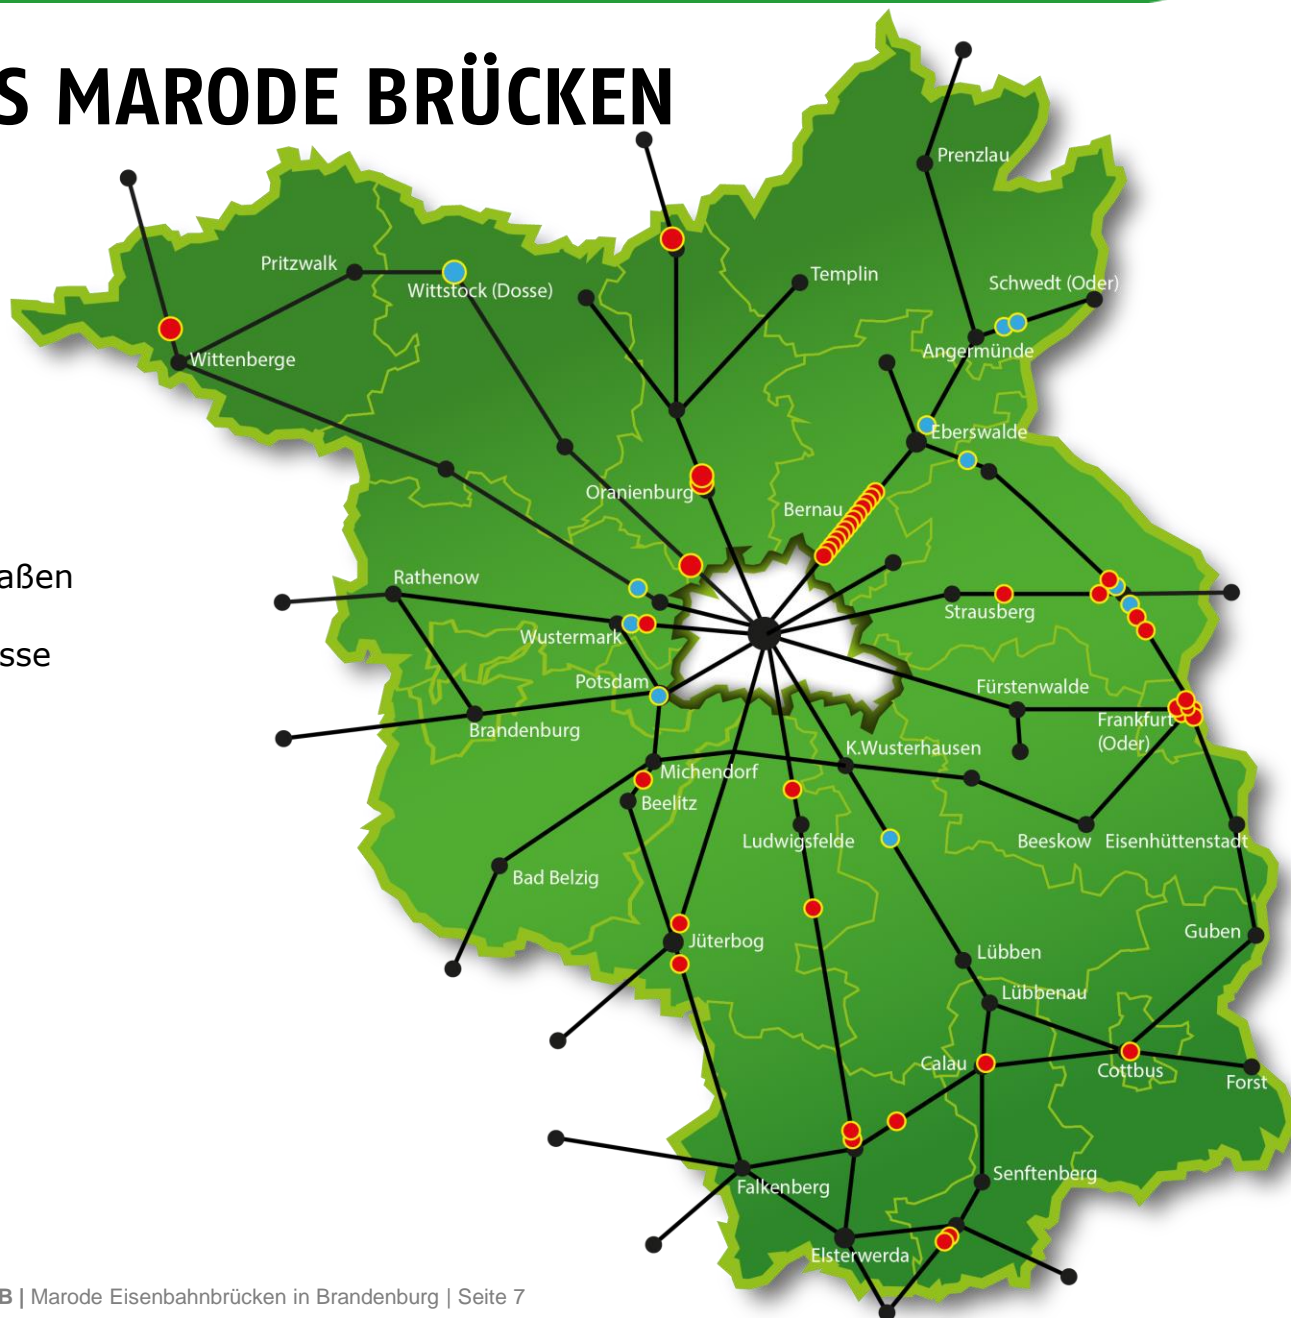 S MARODE BRÜCKEN
Prenzlau
Pritzwalk
Templin
Schwedt (Oder)
Wittstock (Dosse)
Angermünde
Wittenberge
Eberswalde
Oranienburg
Bernau
aßen
Rathenow
Strausberg
Wustermark
sse
Potsdam
Fürstenwalde
Brandenburg
Frankfurt
(Oder)
K.Wusterhausen
Michendorf
Beelitz
Ludwigsfelde
Beeskow
Eisenhüttenstadt
Bad Belzig
Guben
Jüterbog
Lübben
Lübbenau
Calau
Cottbus
Forst
Senftenberg
Falkenberg
Elsterwerda
B | Marode Eisenbahnbrücken in Brandenburg | Seite 7